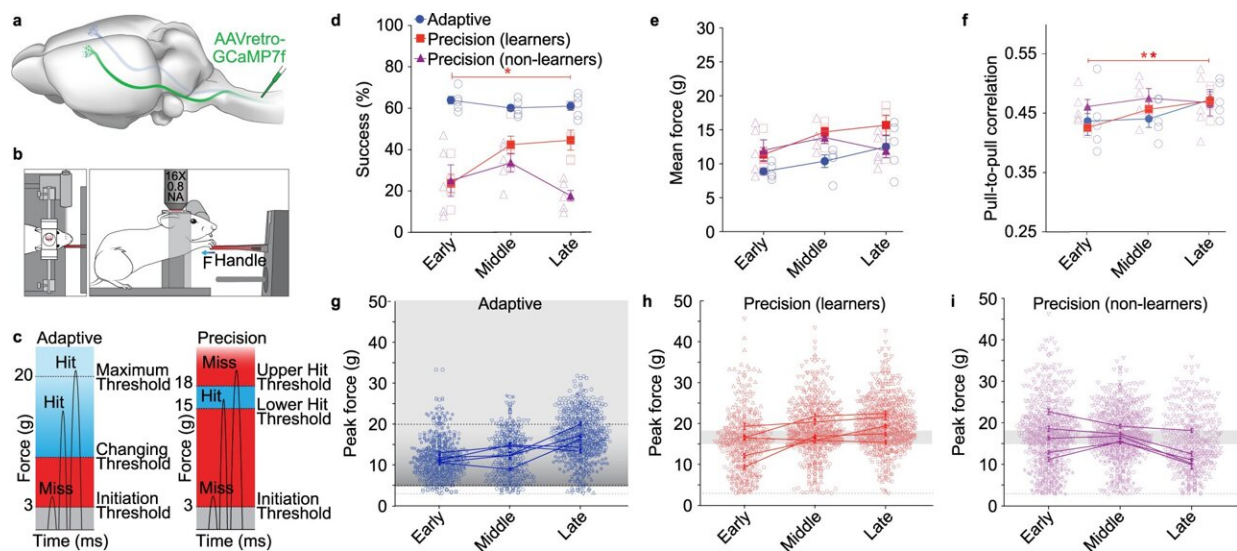 a
AAVretro-
GCaMP7f
b
16X
0.8
NA
F
Handle
c
Adaptive
Hit
20
Maximum
Threshold
Hit
Force (g)
Changing
Threshold
Miss
Initiation
Threshold
3
Time (ms)
Precision
Miss
Upper Hit
Threshold
18
Hit
15
Lower Hit
Threshold
Force (g)
Miss
Initiation
Threshold
3
Time (ms)
d
Adaptive
Precision (learners)
Precision (non-learners)
*
100
80
60
40
20
0
Success (%)
Early
Middle
Late
e
35
30
25
20
15
10
5
0
Mean force (g)
Early
Middle
Late
f
**
0.55
0.45
0.35
0.25
Pull-to-pull correlation
Early
Middle
Late
g
Adaptive
50
40
30
20
10
0
Peak force (g)
Early
Middle
Late
h
Precision (learners)
50
40
30
20
10
0
Peak force (g)
Early
Middle
Late
i
Precision (non-learners)
50
40
30
20
10
0
Peak force (g)
Early
Middle
Late